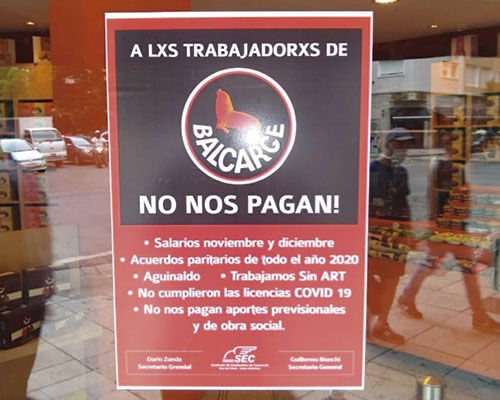 A LXS TRABAJADORXS DE
BALCARCE
NO NOS PAGAN!
• Salarios noviembre y diciembre
• Acuerdos paritarios de todo el año 2020
• Aguinaldo • Trabajamos Sin ART
• No cumplieron las licencias COVID 19
• No nos pagan aportes previsionales
y de obra social.
Dario Zunda
Secretario Gremial
SEC
Guillermo Bianchi
Secretario General